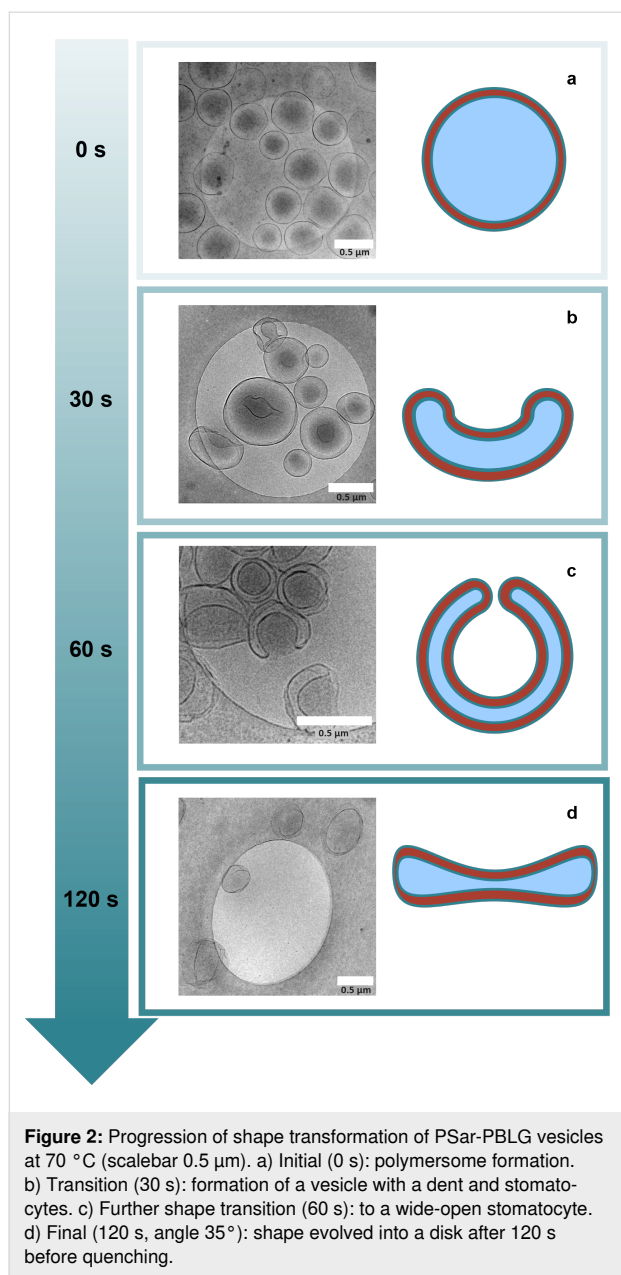 a
0 s
0.5 µm
b
30 s
0.5 µm
c
60 s
0.5 µm
d
120 s
0.5 µm
Figure 2: Progression of shape transformation of PSar-PBLG vesicles
at 70 °C (scalebar 0.5 µm). a) Initial (0 s): polymersome formation.
b) Transition (30 s): formation of a vesicle with a dent and stomato-
cytes. c) Further shape transition (60 s): to a wide-open stomatocyte.
d) Final (120 s, angle 35°): shape evolved into a disk after 120 s
before quenching.